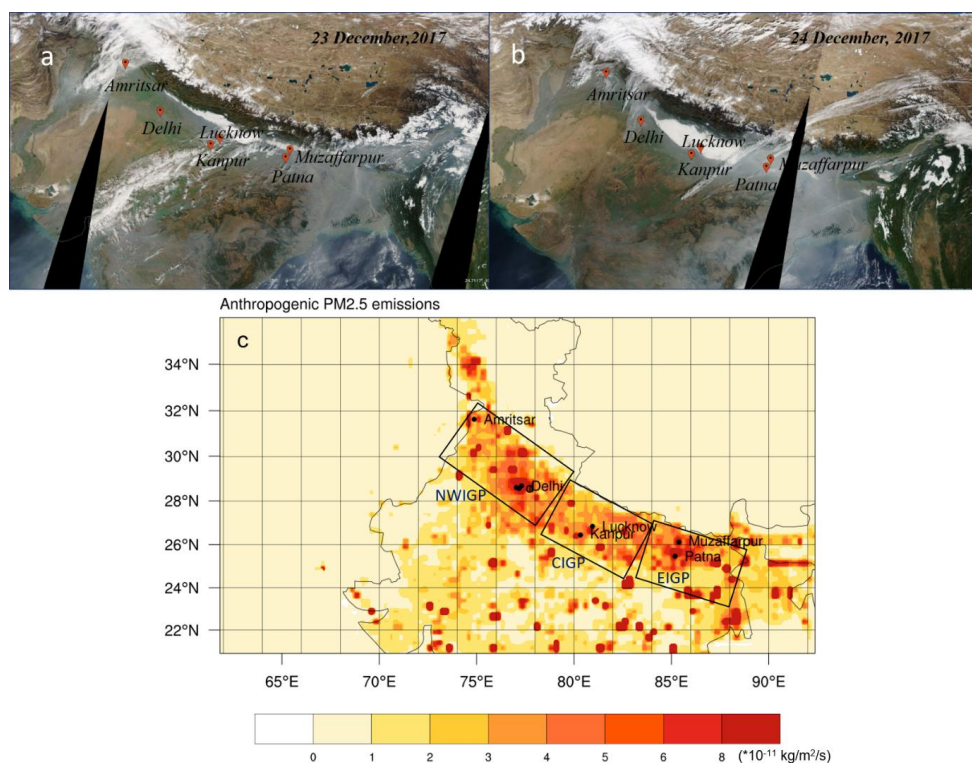 a
23 December,2017
Amritsar
Delhi
Lucknow
Kanpur
Muzaffarpur
Patna
b
24 December, 2017
Amritsar
Delhi
Lucknow
Kanpur
Muzaffarpur
Patna
Anthropogenic PM2.5 emissions
c
34°N
32°N
30°N
28°N
26°N
24°N
22°N
Amritsar
Delhi
NWIGP
Lucknow
Kanpur
CIGP
Muzaffarpur
Patna
EIGP
65°E 70°E 75°E 80°E 85°E 90°E
0 1 2 3 4 5 6 8 (*10⁻¹¹ kg/m²/s)